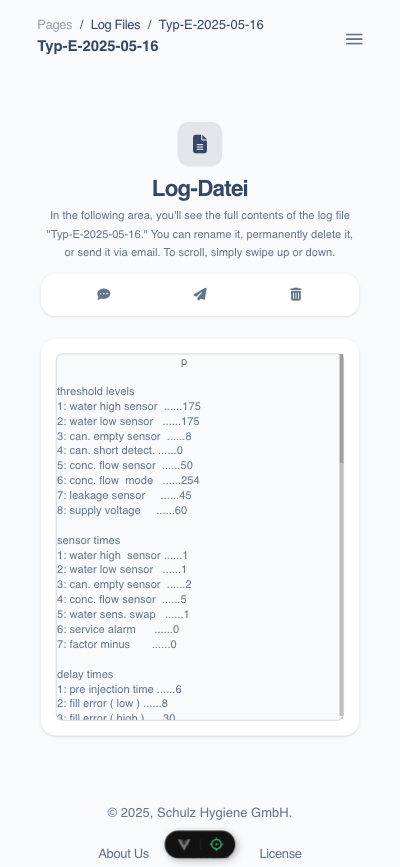 Pages / Log Files / Typ-E-2025-05-16
Typ-E-2025-05-16
Log-Datei
In the following area, you'll see the full contents of the log file
"Typ-E-2025-05-16." You can rename it, permanently delete it,
or send it via email. To scroll, simply swipe up or down.
p
threshold levels
1: water high sensor ......175
2: water low sensor ......175
3: can. empty sensor ......8
4: can. short detect. ......0
5: conc. flow sensor ......50
6: conc. flow mode ......254
7: leakage sensor ......45
8: supply voltage ......60
sensor times
1: water high sensor ......1
2: water low sensor ......1
3: can. empty sensor ......2
4: conc. flow sensor ......5
5: water sens. swap ......1
6: service alarm ......0
7: factor minus ......0
delay times
1: pre injection time ......6
2: fill error ( low ) ......8
3: fill error ( high ) ......30
© 2025, Schulz Hygiene GmbH.
About Us License